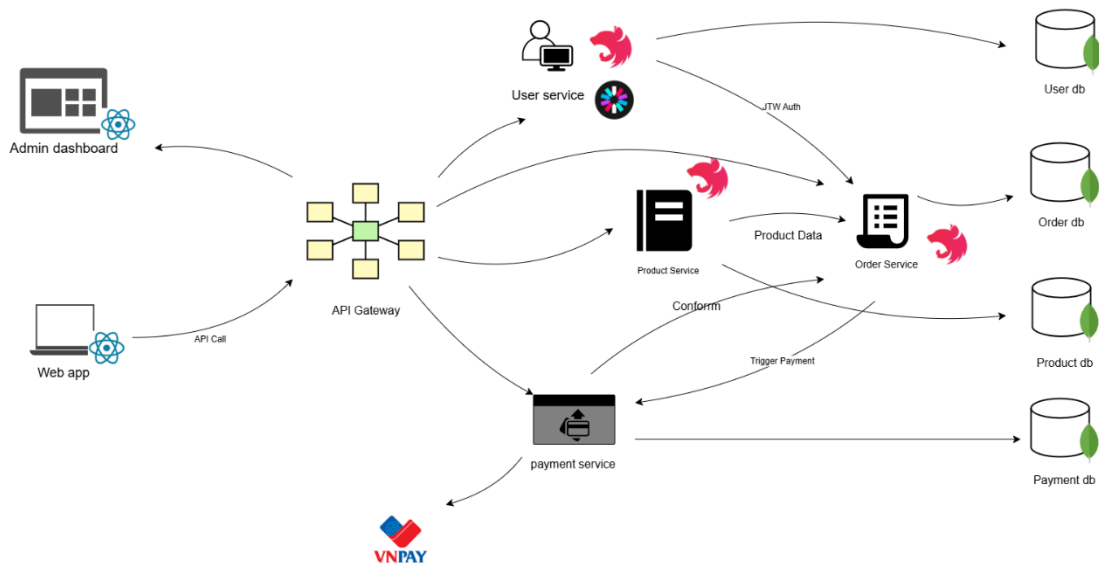 User service
User db
JTW Auth
Admin dashboard
Order db
Product Data
Product Service
Order Service
API Gateway
Conforrm
API Call
Trigger Payment
Product db
Web app
payment service
Payment db
VNPAY